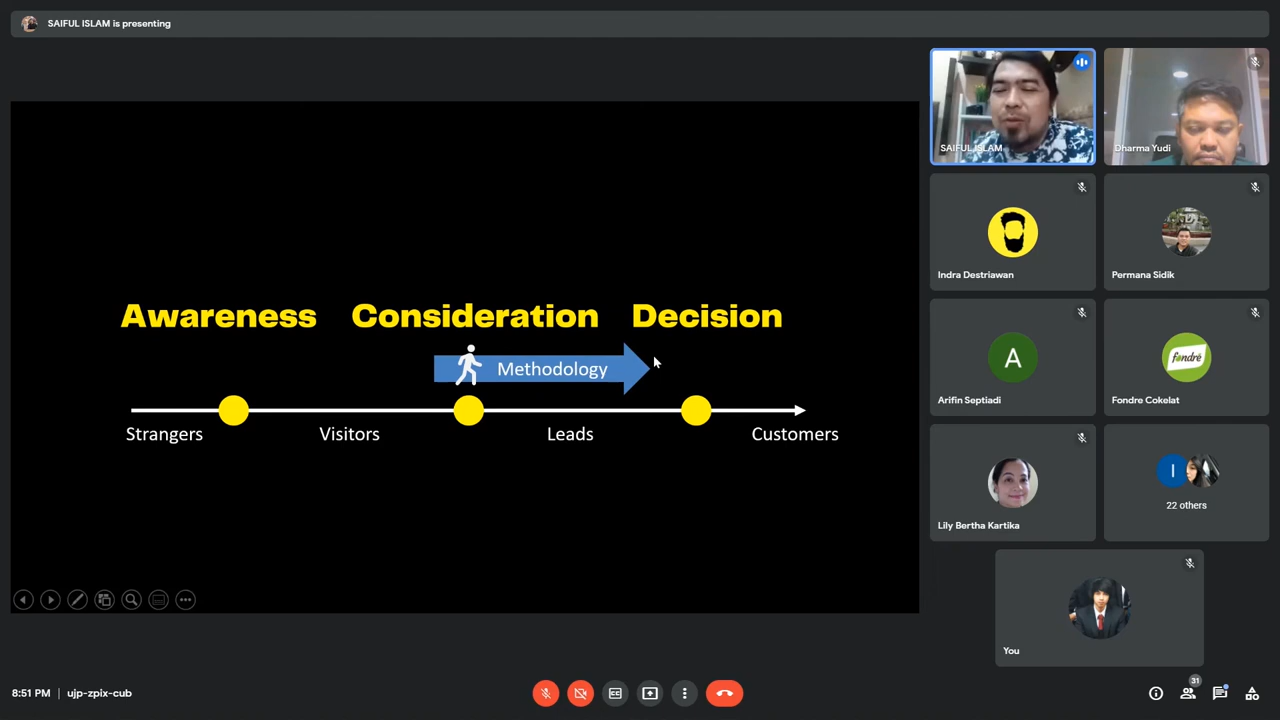 SAIFUL ISLAM is presenting
Awareness Consideration Decision
Methodology
Strangers Visitors Leads Customers
SAIFUL ISLAM
Dharma Yudi
Indra Destriawan
Permana Sidik
A
Arifin Septiadi
fondré
Fondre Cokelat
Lily Bertha Kartika
I
22 others
You
8:51 PM | ujp-zpix-cub
31